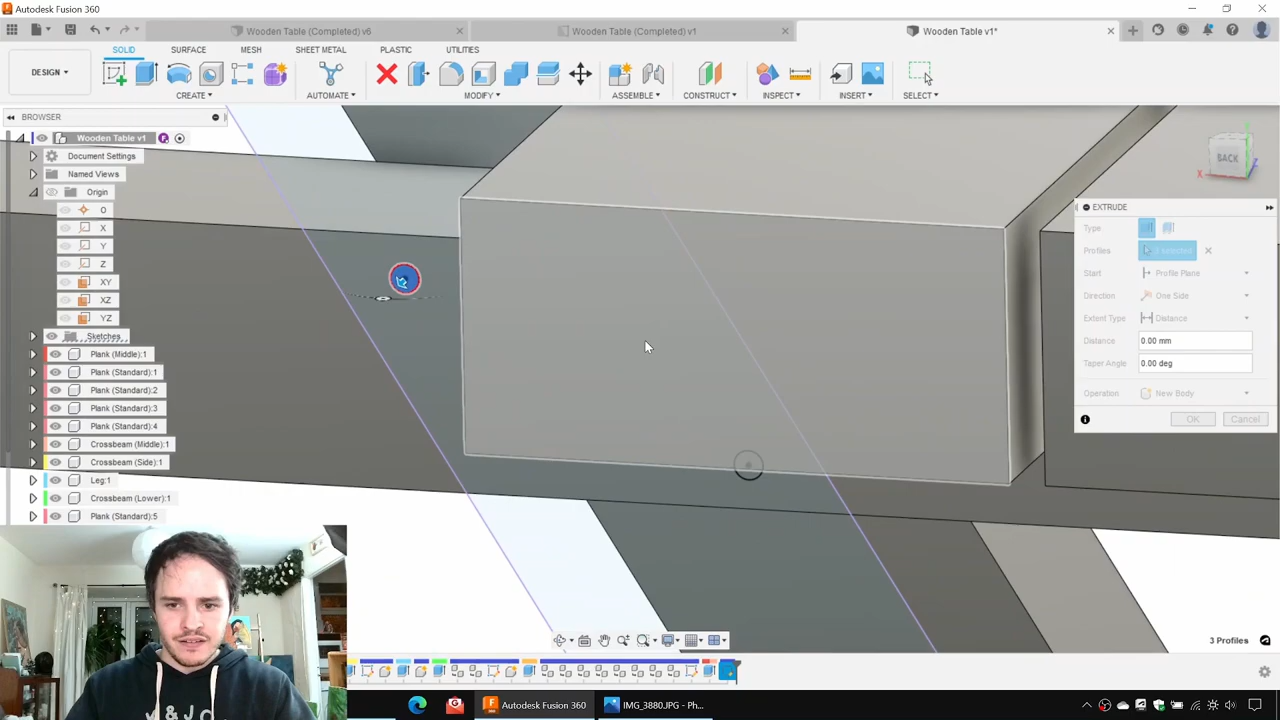 Autodesk Fusion 360
Wooden Table (Completed) v6
Wooden Table (Completed) v1
Wooden Table v1*
SOLID
SURFACE
MESH
SHEET METAL
PLASTIC
UTILITIES
DESIGN
CREATE
AUTOMATE
MODIFY
ASSEMBLE
CONSTRUCT
INSPECT
INSERT
SELECT
BROWSER
Wooden Table v1
Document Settings
Named Views
Origin
O
X
Y
Z
XY
XZ
YZ
Sketches
Plank (Middle):1
Plank (Standard):1
Plank (Standard):2
Plank (Standard):3
Plank (Standard):4
Crossbeam (Middle):1
Crossbeam (Side):1
Leg:1
Crossbeam (Lower):1
Plank (Standard):5
BACK
X
Z
EXTRUDE
Type
Profiles
3 selected
Start
Profile Plane
Direction
One Side
Extent Type
Distance
Distance
0.00 mm
Taper Angle
0.00 deg
Operation
New Body
OK
Cancel
3 Profiles
Autodesk Fusion 360
IMG_3880.JPG - Ph...